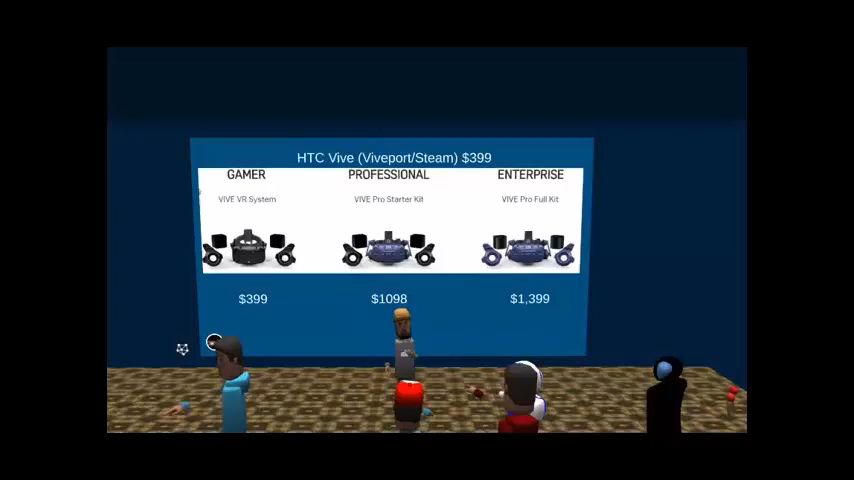 HTC Vive (Viveport/Steam) $399
GAMER PROFESSIONAL ENTERPRISE
VIVE VR System VIVE Pro Starter Kit VIVE Pro Full Kit
$399 $1098 $1,399